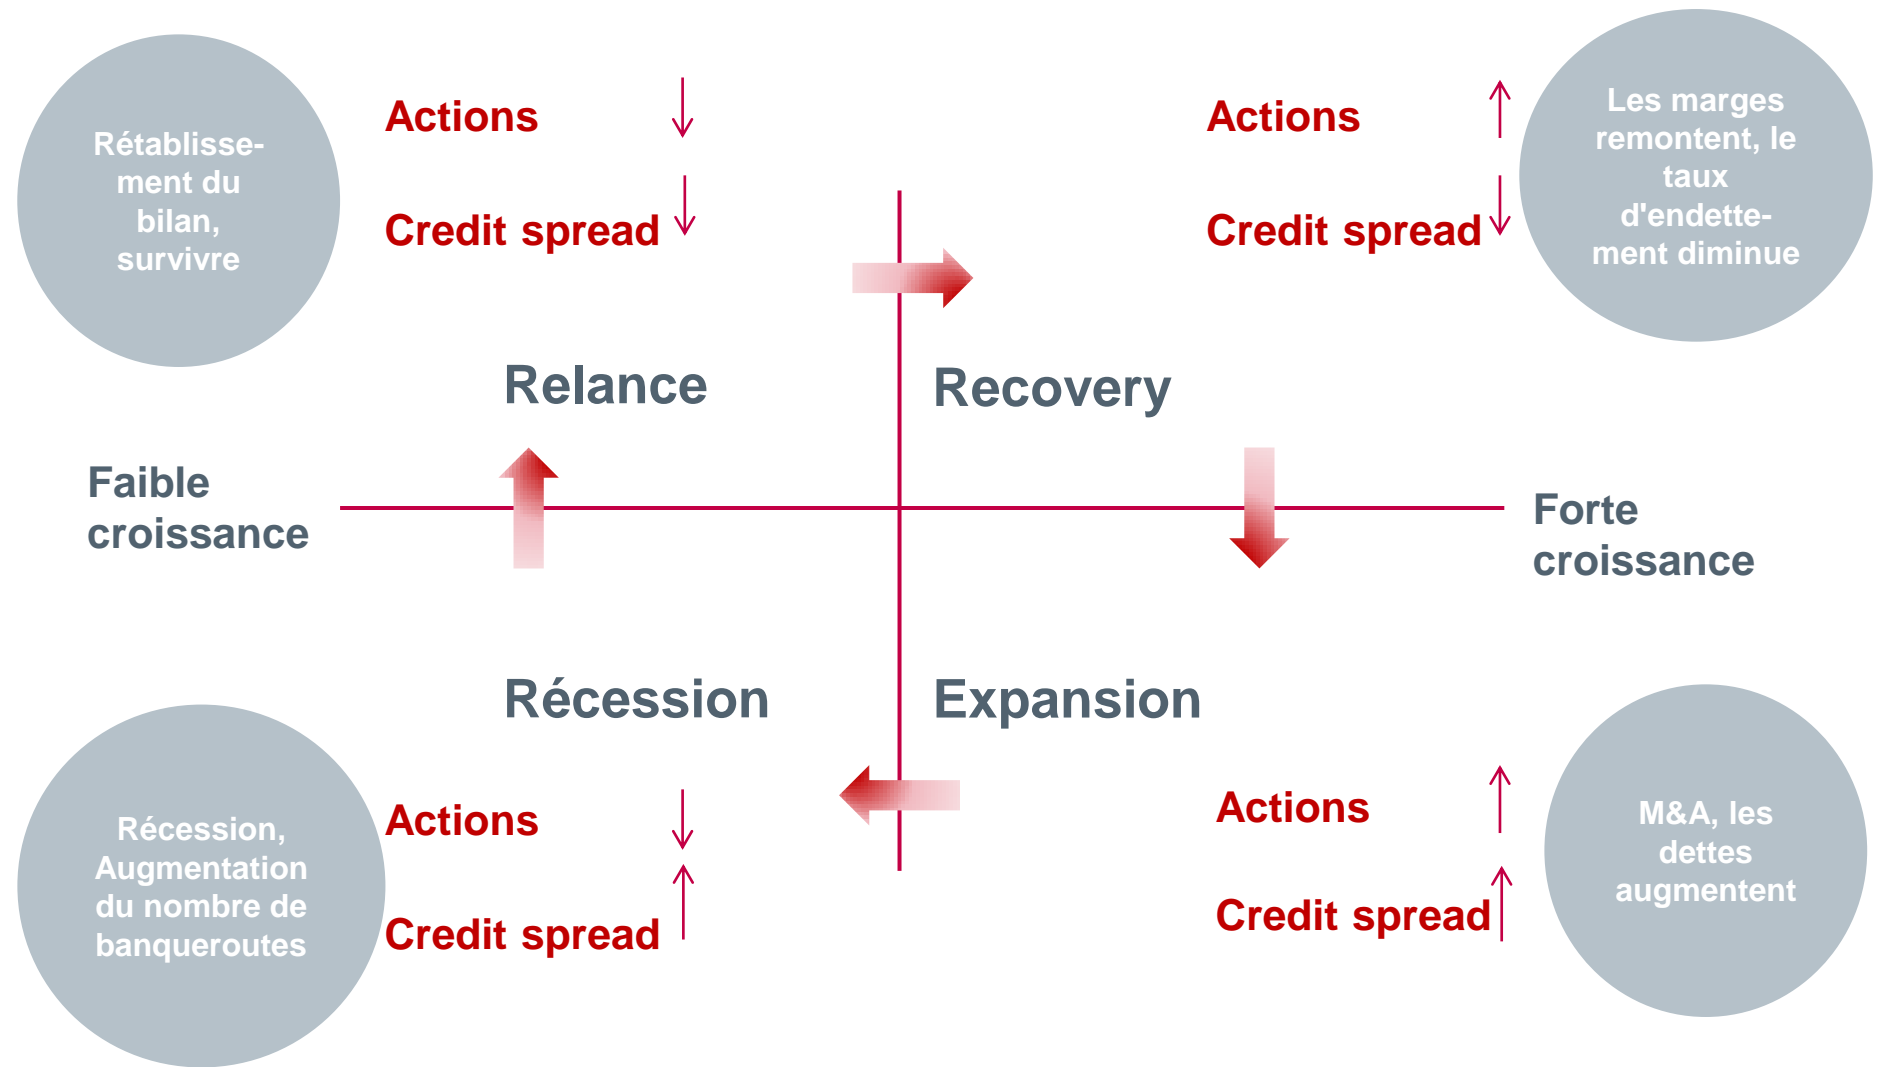 Rétablisse-
ment du
bilan,
survivre
Actions
Credit spread
Actions
Credit spread
Les marges
remontent, le
taux
d'endette-
ment diminue
Relance
Recovery
Faible
croissance
Forte
croissance
Récession
Expansion
Récession,
Augmentation
du nombre de
banqueroutes
Actions
Credit spread
Actions
Credit spread
M&A, les
dettes
augmentent